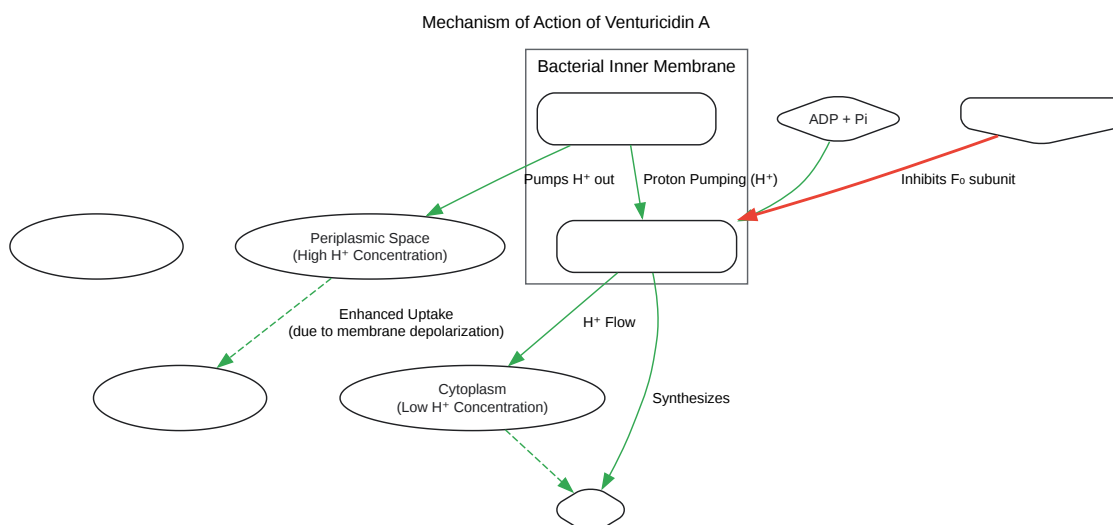 Mechanism of Action of Venturicidin A
Bacterial Inner Membrane
ADP + Pi
Pumps H⁺ out
Proton Pumping (H⁺)
Inhibits F₀ subunit
Periplasmic Space
(High H⁺ Concentration)
Enhanced Uptake
(due to membrane depolarization)
H⁺ Flow
Cytoplasm
(Low H⁺ Concentration)
Synthesizes